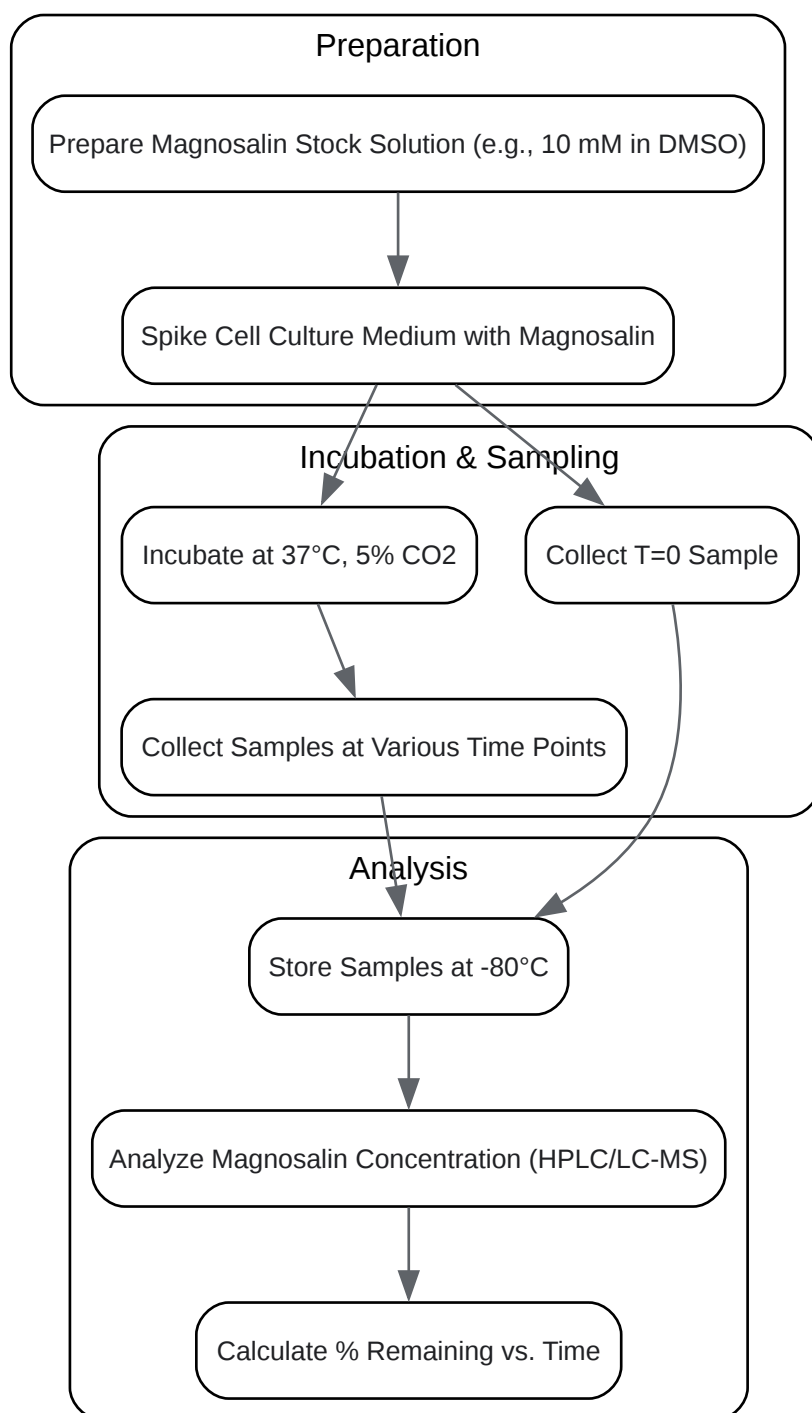 Preparation
Prepare Magnosalin Stock Solution (e.g., 10 mM in DMSO)
Spike Cell Culture Medium with Magnosalin
Incubation & Sampling
Incubate at 37°C, 5% CO2
Collect T=0 Sample
Collect Samples at Various Time Points
Analysis
Store Samples at -80°C
Analyze Magnosalin Concentration (HPLC/LC-MS)
Calculate % Remaining vs. Time